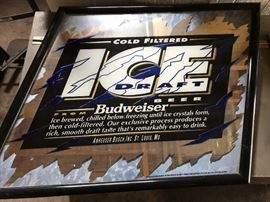 COLD FILTERED
ICE
DRAFT
BEER
FROM Budweiser
Ice brewed, chilled below freezing until ice crystals form,
then cold-filtered. Our exclusive process produces a
rich, smooth draft taste that's remarkably easy to drink.
ANHEUSER-BUSCH, INC. ST. LOUIS, MO.